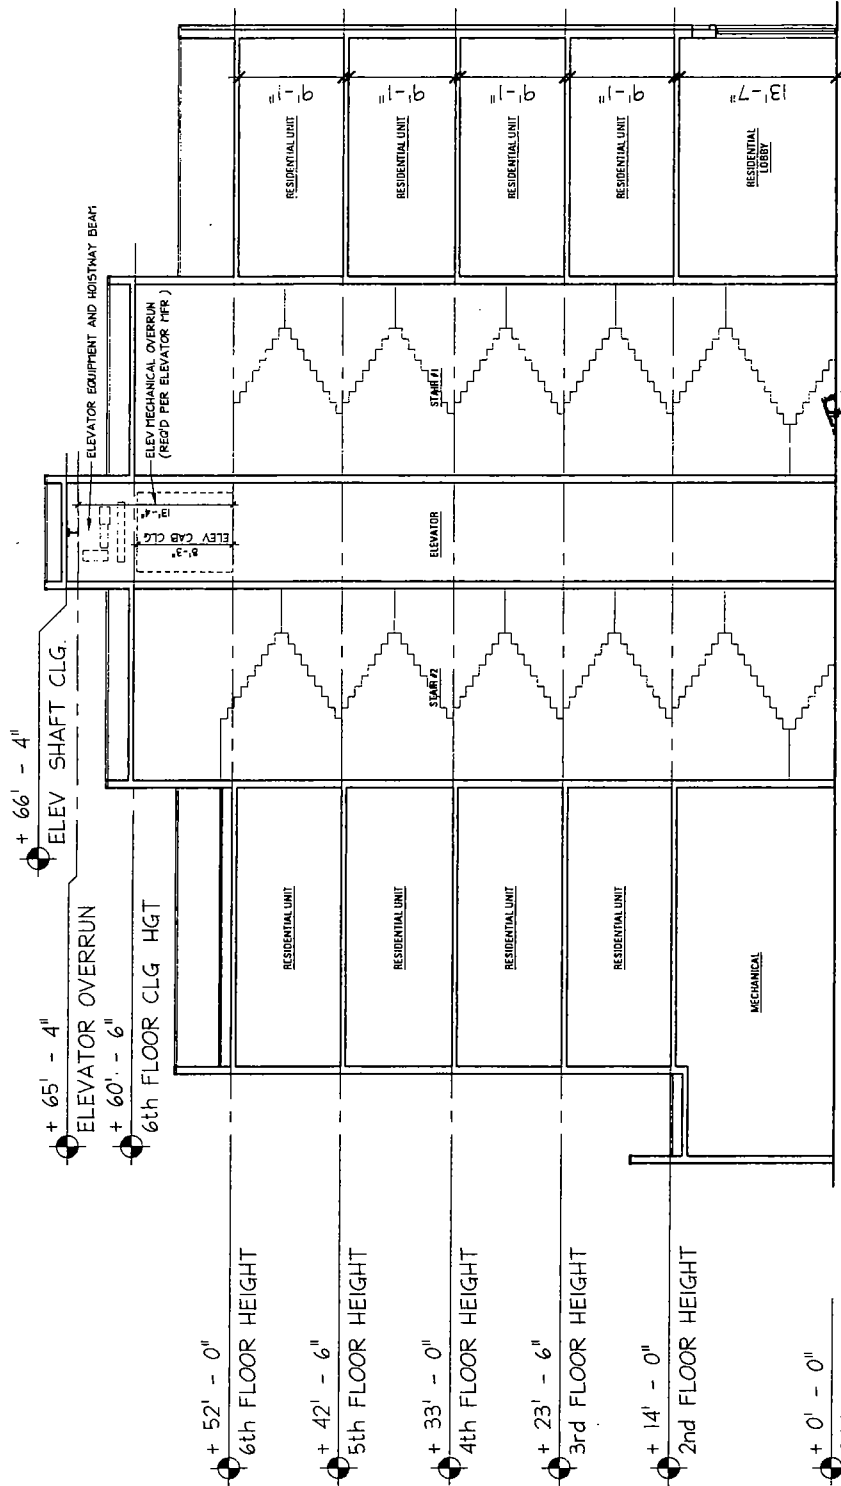 + 66' - 4"
ELEV SHAFT CLG.
+ 65' - 4"
ELEVATOR OVERRUN
+ 60' - 6"
6th FLOOR CLG HGT
+ 52' - 0"
6th FLOOR HEIGHT
+ 42' - 6"
5th FLOOR HEIGHT
+ 33' - 0"
4th FLOOR HEIGHT
+ 23' - 6"
3rd FLOOR HEIGHT
+ 14' - 0"
2nd FLOOR HEIGHT
+ 0' - 0"
ELEVATOR EQUIPMENT AND HOISTWAY BEAM
ELEV MECHANICAL OVERRUN
(REQ'D PER ELEVATOR MFR )
13'-4"
8'-3"
ELEV CAB CLG
RESIDENTIAL UNIT
RESIDENTIAL UNIT
RESIDENTIAL UNIT
RESIDENTIAL UNIT
MECHANICAL
STAIR #2
ELEVATOR
STAIR #1
RESIDENTIAL UNIT
RESIDENTIAL UNIT
RESIDENTIAL UNIT
RESIDENTIAL UNIT
RESIDENTIAL
LOBBY
9'-1"
9'-1"
9'-1"
9'-1"
13'-7"